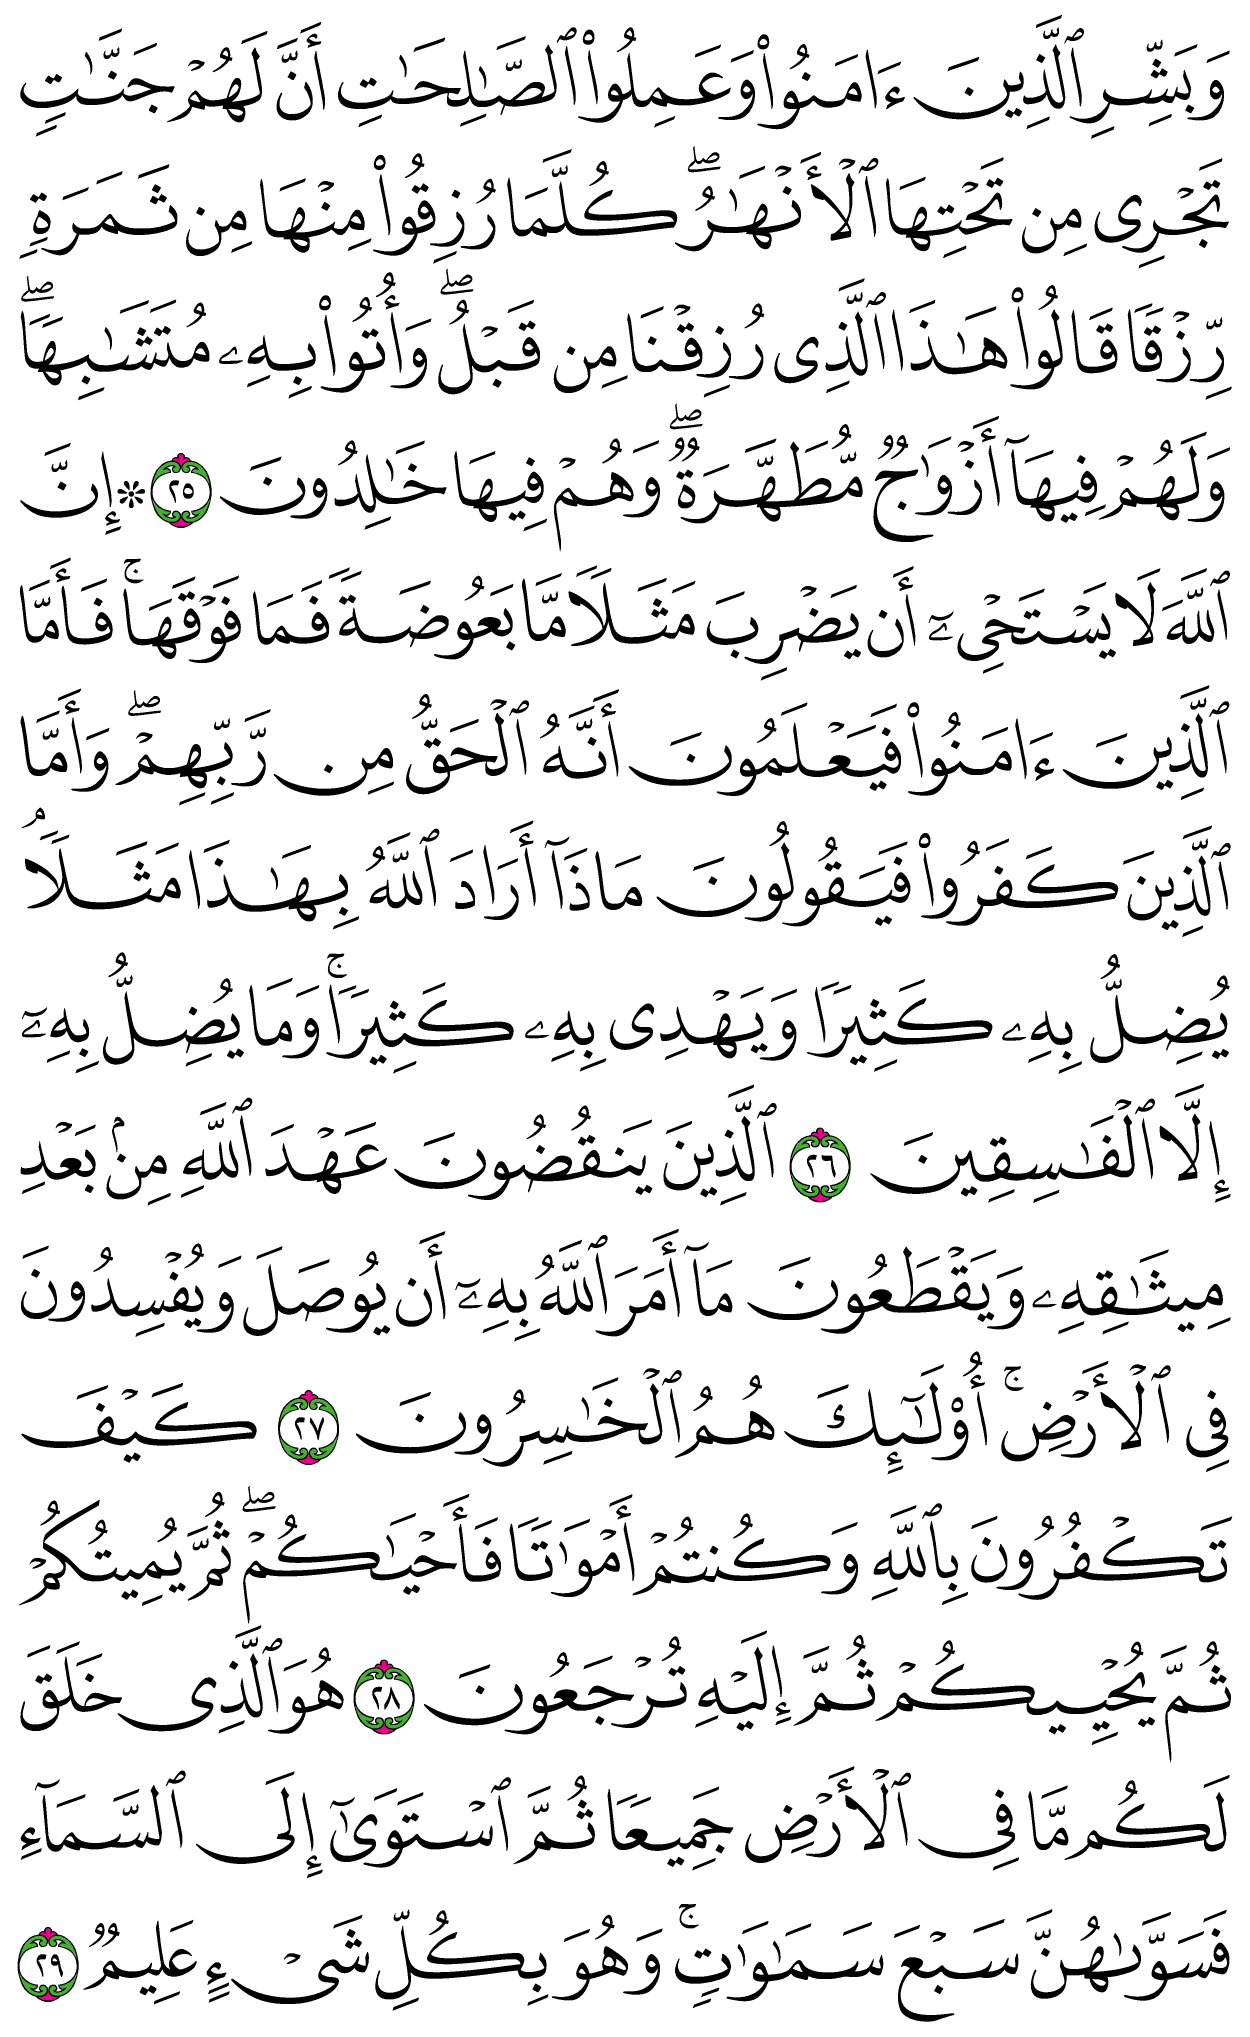 وَبَشِّرِ ٱلَّذِينَ ءَامَنُوا۟ وَعَمِلُوا۟ ٱلصَّـٰلِحَـٰتِ أَنَّ لَهُمْ جَنَّـٰتٍ
تَجْرِى مِن تَحْتِهَا ٱلْأَنْهَـٰرُ ۖ كُلَّمَا رُزِقُوا۟ مِنْهَا مِن ثَمَرَةٍ
رِّزْقًا قَالُوا۟ هَـٰذَا ٱلَّذِى رُزِقْنَا مِن قَبْلُ ۖ وَأُتُوا۟ بِهِۦ مُتَشَـٰبِهًا ۖ
وَلَهُمْ فِيهَآ أَزْوَٰجٌ مُّطَهَّرَةٌ ۖ وَهُمْ فِيهَا خَـٰلِدُونَ ٢٥ ۞ إِنَّ
ٱللَّهَ لَا يَسْتَحْىِۦٓ أَن يَضْرِبَ مَثَلًا مَّا بَعُوضَةً فَمَا فَوْقَهَا ۚ فَأَمَّا
ٱلَّذِينَ ءَامَنُوا۟ فَيَعْلَمُونَ أَنَّهُ ٱلْحَقُّ مِن رَّبِّهِمْ ۖ وَأَمَّا
ٱلَّذِينَ كَفَرُوا۟ فَيَقُولُونَ مَاذَآ أَرَادَ ٱللَّهُ بِهَـٰذَا مَثَلًا ۘ
يُضِلُّ بِهِۦ كَثِيرًا وَيَهْدِى بِهِۦ كَثِيرًا ۚ وَمَا يُضِلُّ بِهِۦٓ
إِلَّا ٱلْفَـٰسِقِينَ ٢٦ ٱلَّذِينَ يَنقُضُونَ عَهْدَ ٱللَّهِ مِنۢ بَعْدِ
مِيثَـٰقِهِۦ وَيَقْطَعُونَ مَآ أَمَرَ ٱللَّهُ بِهِۦٓ أَن يُوصَلَ وَيُفْسِدُونَ
فِى ٱلْأَرْضِ ۚ أُو۟لَـٰٓئِكَ هُمُ ٱلْخَـٰسِرُونَ ٢٧ كَيْفَ
تَكْفُرُونَ بِٱللَّهِ وَكُنتُمْ أَمْوَٰتًا فَأَحْيَـٰكُمْ ۖ ثُمَّ يُمِيتُكُمْ
ثُمَّ يُحْيِيكُمْ ثُمَّ إِلَيْهِ تُرْجَعُونَ ٢٨ هُوَ ٱلَّذِى خَلَقَ
لَكُم مَّا فِى ٱلْأَرْضِ جَمِيعًا ثُمَّ ٱسْتَوَىٰٓ إِلَى ٱلسَّمَآءِ
فَسَوَّىٰهُنَّ سَبْعَ سَمَـٰوَٰتٍ ۚ وَهُوَ بِكُلِّ شَىْءٍ عَلِيمٌ ٢٩